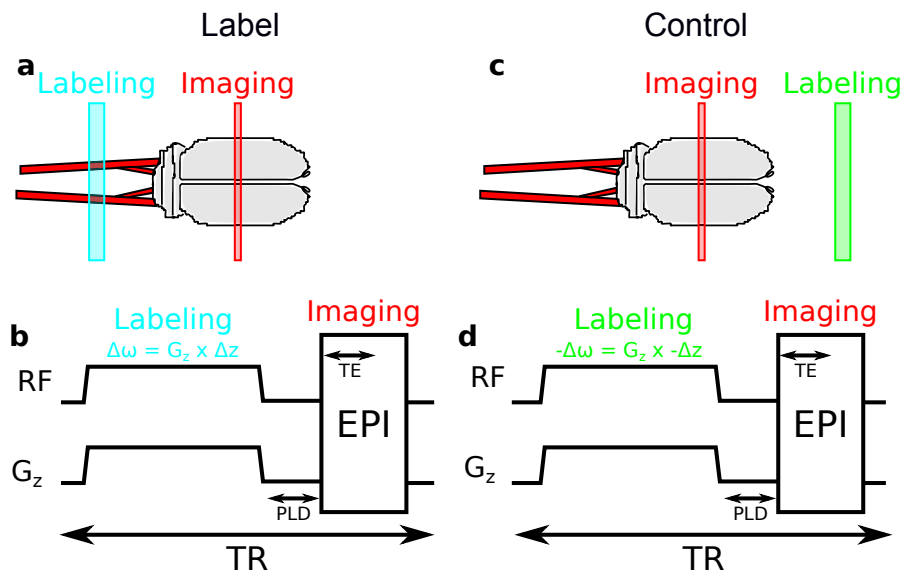 Label
Control
a
Labeling
Imaging
c
Imaging
Labeling
b
Labeling
Δω = Gz x Δz
Imaging
TE
RF
EPI
Gz
PLD
TR
d
Labeling
-Δω = Gz x -Δz
Imaging
TE
RF
EPI
Gz
PLD
TR